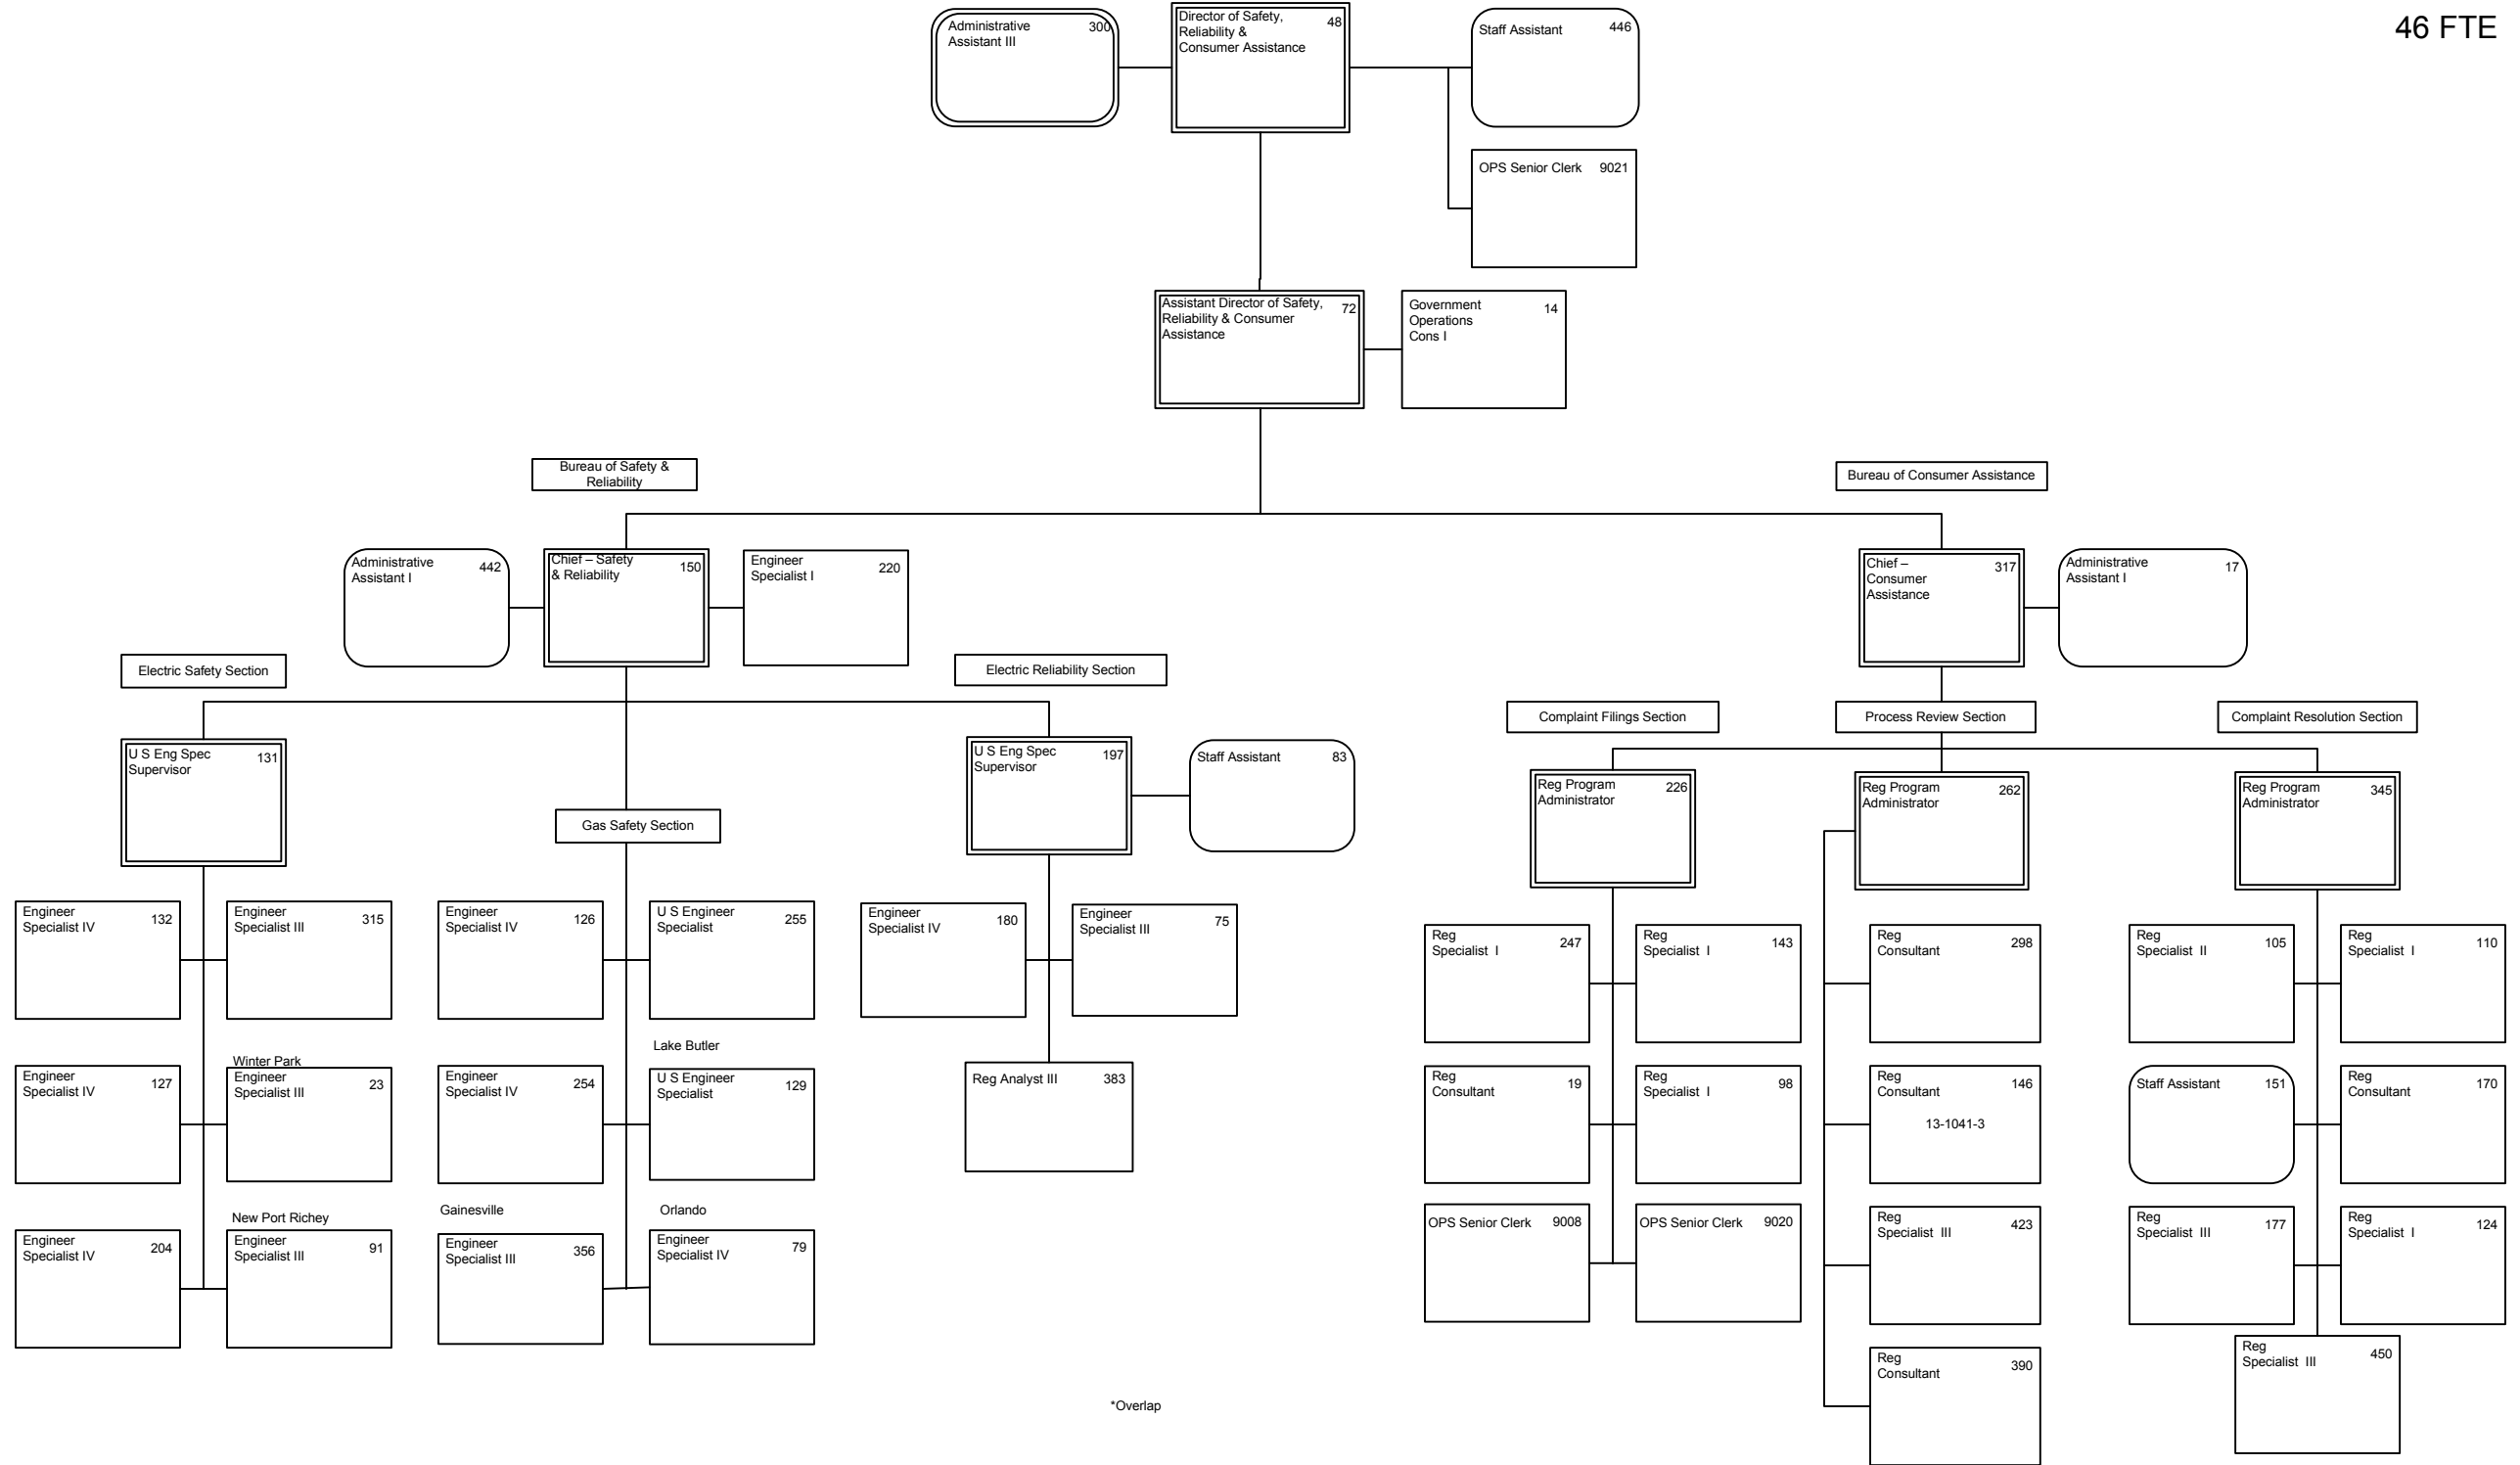 46 FTE
Administrative 300
Assistant III
Director of Safety, 48
Reliability &
Consumer Assistance
Staff Assistant 446
OPS Senior Clerk 9021
Assistant Director of Safety, 72
Reliability & Consumer
Assistance
Government 14
Operations
Cons I
Bureau of Safety &
Reliability
Bureau of Consumer Assistance
Administrative 442
Assistant I
Chief – Safety 150
& Reliability
Engineer 220
Specialist I
Chief – 317
Consumer
Assistance
Administrative 17
Assistant I
Electric Safety Section
Electric Reliability Section
Complaint Filings Section
Process Review Section
Complaint Resolution Section
U S Eng Spec 131
Supervisor
U S Eng Spec 197
Supervisor
Staff Assistant 83
Gas Safety Section
Reg Program 226
Administrator
Reg Program 262
Administrator
Reg Program 345
Administrator
Engineer 132
Specialist IV
Engineer 315
Specialist III
Engineer 126
Specialist IV
U S Engineer 255
Specialist
Engineer 180
Specialist IV
Engineer 75
Specialist III
Reg 247
Specialist I
Reg 143
Specialist I
Reg 298
Consultant
Reg 105
Specialist II
Reg 110
Specialist I
Engineer 127
Specialist IV
Winter Park
Engineer 23
Specialist III
Engineer 254
Specialist IV
Lake Butler
U S Engineer 129
Specialist
Reg Analyst III 383
Reg 19
Consultant
Reg 98
Specialist I
Reg 146
Consultant
13-1041-3
Staff Assistant 151
Reg 170
Consultant
Engineer 204
Specialist IV
New Port Richey
Engineer 91
Specialist III
Gainesville
Engineer 356
Specialist III
Orlando
Engineer 79
Specialist IV
OPS Senior Clerk 9008
OPS Senior Clerk 9020
Reg 423
Specialist III
Reg 177
Specialist III
Reg 124
Specialist I
Reg 390
Consultant
Reg 450
Specialist III
*Overlap